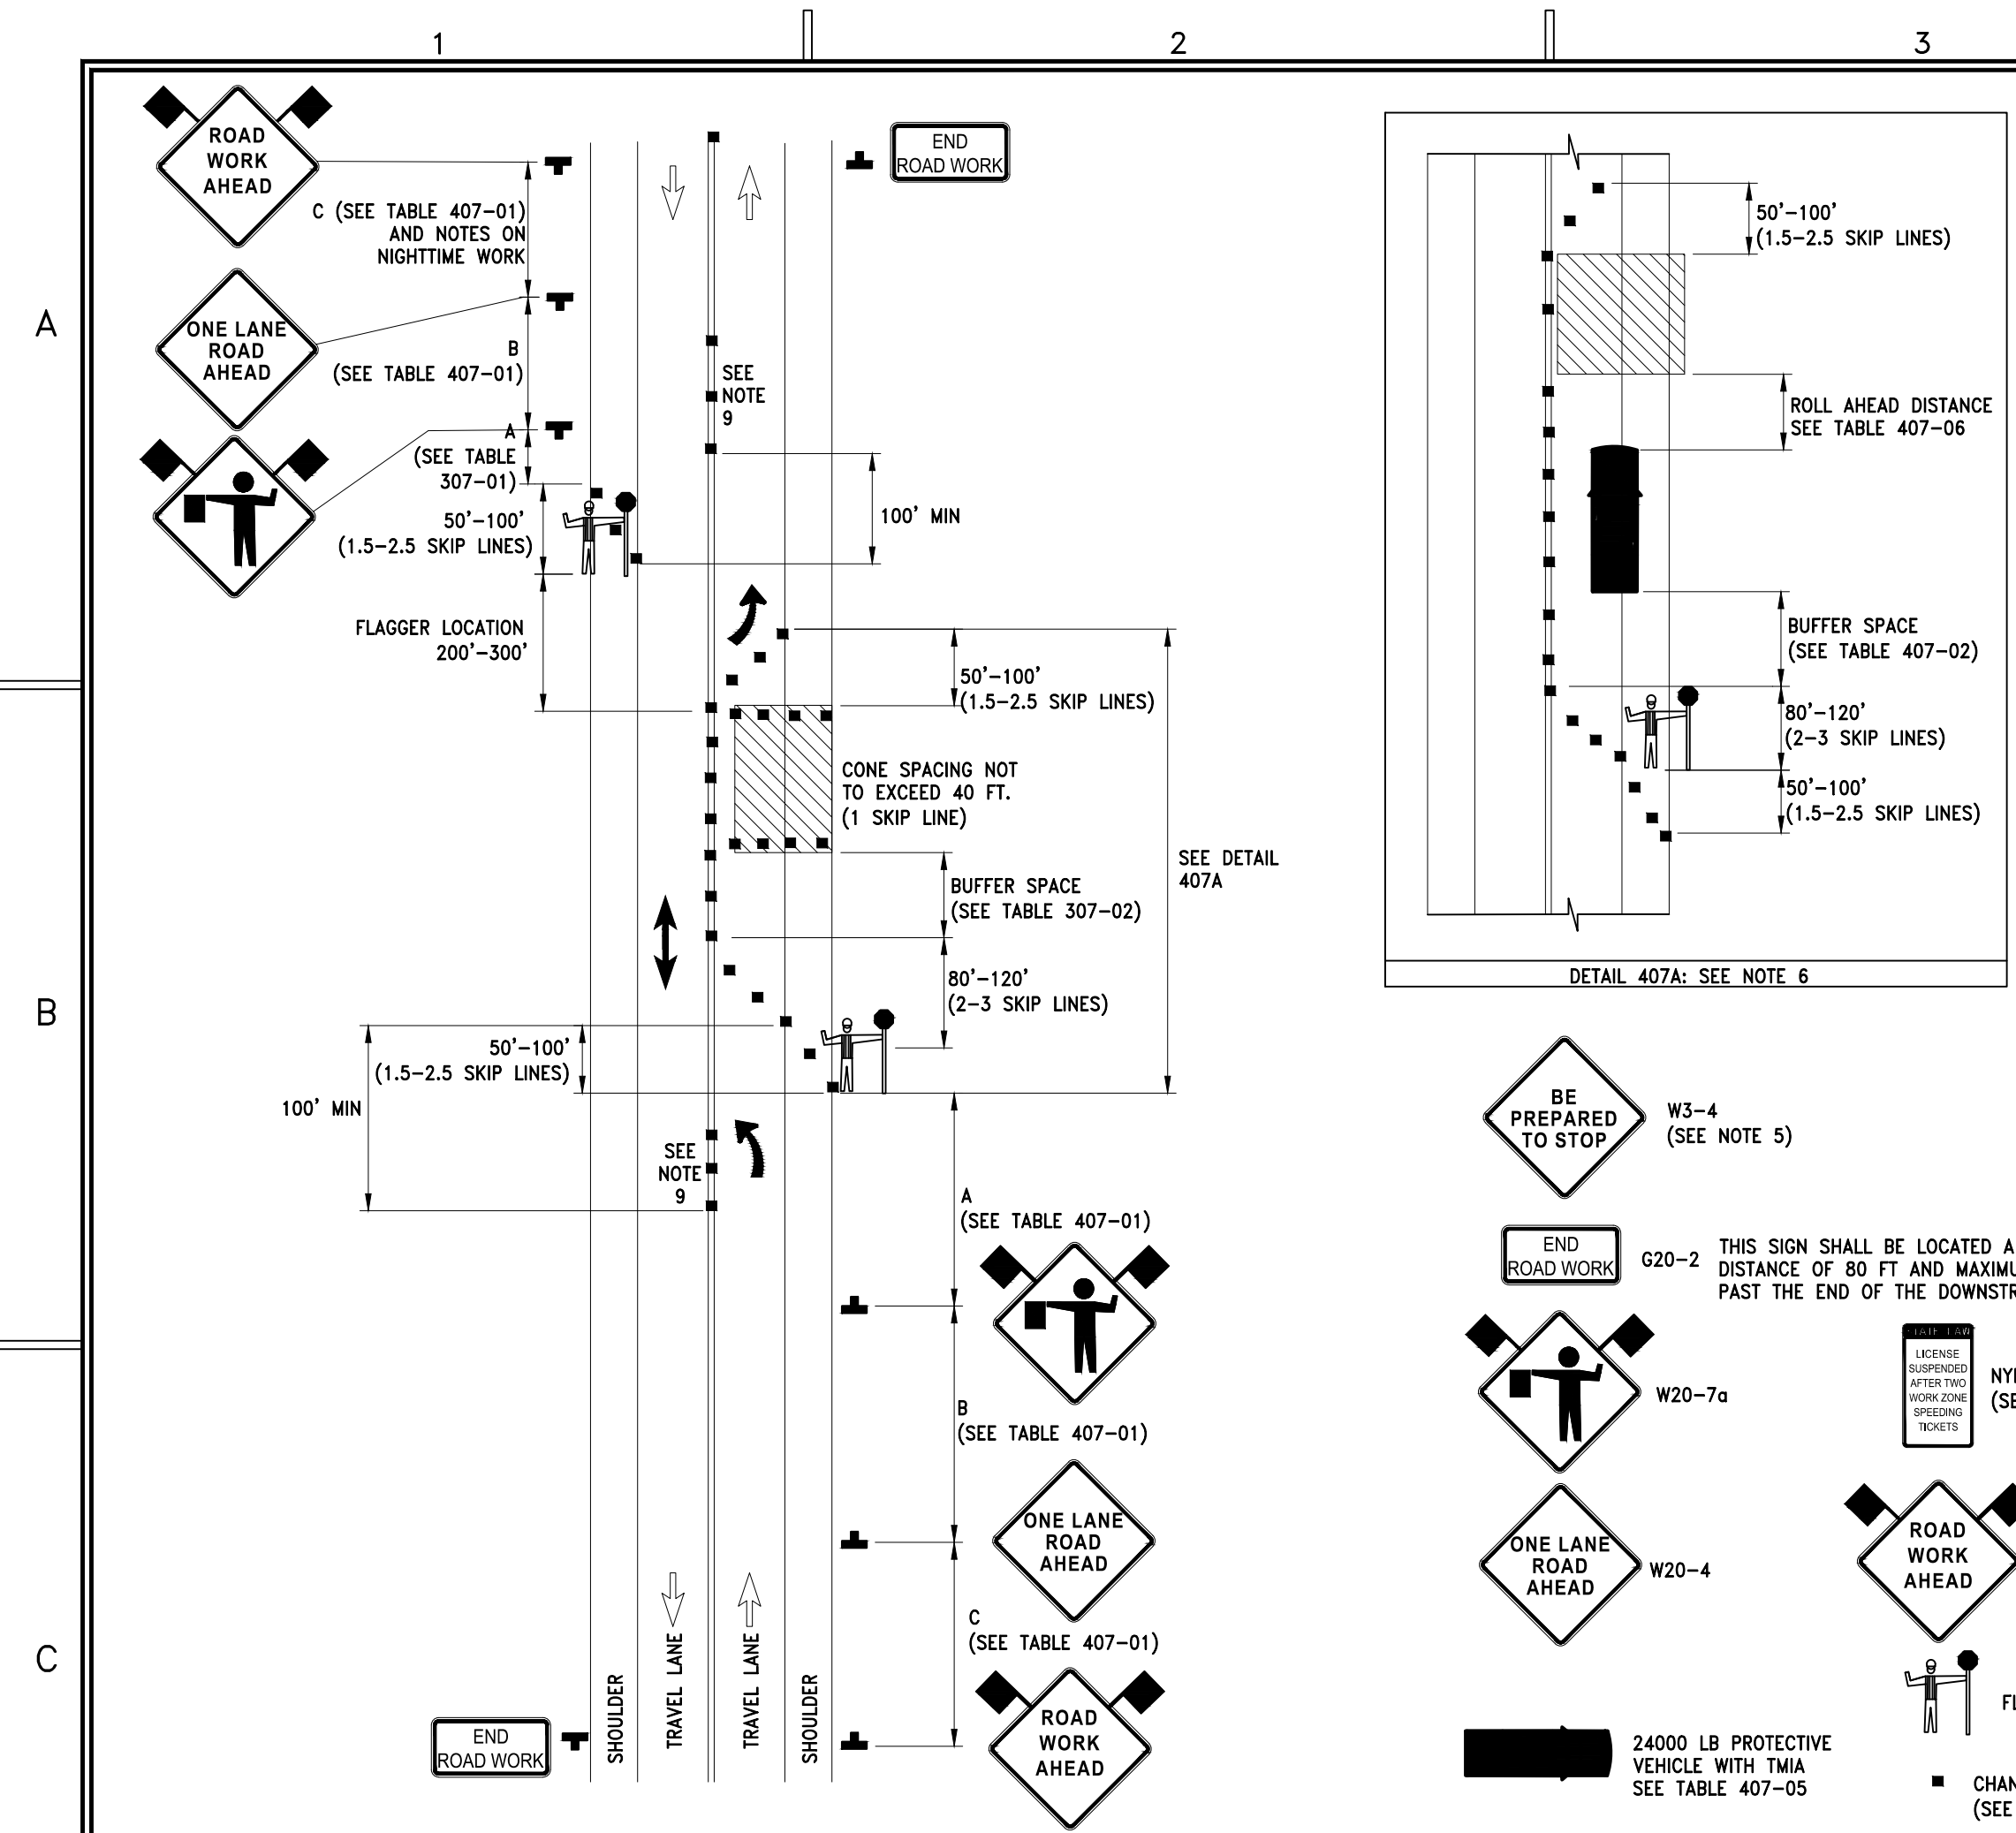 1
2
3
A
B
C
ROAD
WORK
AHEAD
C (SEE TABLE 407-01)
AND NOTES ON
NIGHTTIME WORK
ONE LANE
ROAD
AHEAD
B
(SEE TABLE 407-01)
A
(SEE TABLE
307-01)
50'-100'
(1.5-2.5 SKIP LINES)
FLAGGER LOCATION
200'-300'
END
ROAD WORK
SEE
NOTE
9
100' MIN
50'-100'
(1.5-2.5 SKIP LINES)
CONE SPACING NOT
TO EXCEED 40 FT.
(1 SKIP LINE)
BUFFER SPACE
(SEE TABLE 307-02)
SEE DETAIL
407A
80'-120'
(2-3 SKIP LINES)
50'-100'
(1.5-2.5 SKIP LINES)
100' MIN
SEE
NOTE
9
A
(SEE TABLE 407-01)
B
(SEE TABLE 407-01)
ONE LANE
ROAD
AHEAD
C
(SEE TABLE 407-01)
ROAD
WORK
AHEAD
END
ROAD WORK
SHOULDER
TRAVEL LANE
TRAVEL LANE
SHOULDER
50'-100'
(1.5-2.5 SKIP LINES)
ROLL AHEAD DISTANCE
SEE TABLE 407-06
BUFFER SPACE
(SEE TABLE 407-02)
80'-120'
(2-3 SKIP LINES)
50'-100'
(1.5-2.5 SKIP LINES)
DETAIL 407A: SEE NOTE 6
BE
PREPARED
TO STOP
W3-4
(SEE NOTE 5)
END
ROAD WORK
G20-2
THIS SIGN SHALL BE LOCATED A
DISTANCE OF 80 FT AND
PAST THE END OF THE
W20-7a
STATE LAW
LICENSE
SUSPENDED
AFTER TWO
WORK ZONE
SPEEDING
TICKETS
ONE LANE
ROAD
AHEAD
W20-4
ROAD
WORK
AHEAD
24000 LB PROTECTIVE
VEHICLE WITH TMIA
SEE TABLE 407-05
(SEE